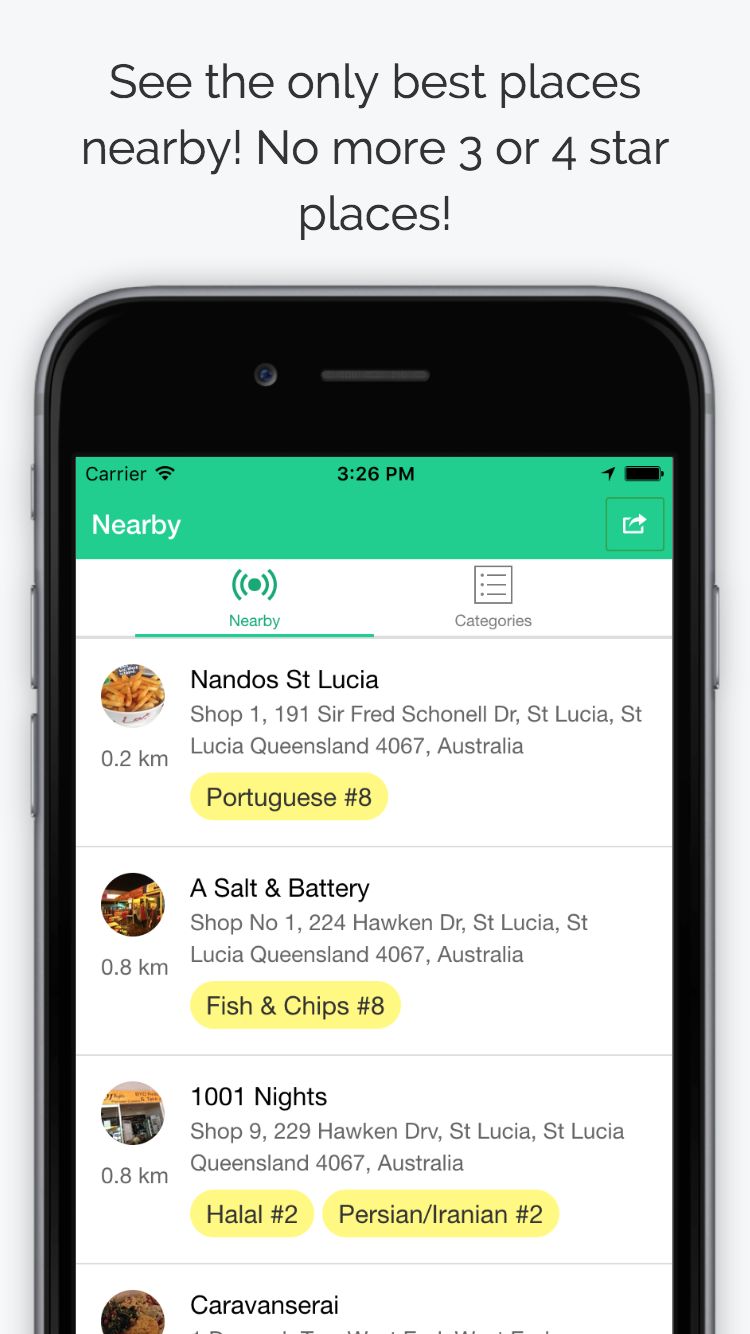 See the only best places
nearby! No more 3 or 4 star
places!
Carrier 3:26 PM
Nearby
Nearby Categories
Nandos St Lucia
Shop 1, 191 Sir Fred Schonell Dr, St Lucia, St
Lucia Queensland 4067, Australia
0.2 km
Portuguese #8
A Salt & Battery
Shop No 1, 224 Hawken Dr, St Lucia, St
Lucia Queensland 4067, Australia
0.8 km
Fish & Chips #8
1001 Nights
Shop 9, 229 Hawken Drv, St Lucia, St Lucia
Queensland 4067, Australia
0.8 km
Halal #2 Persian/Iranian #2
Caravanserai